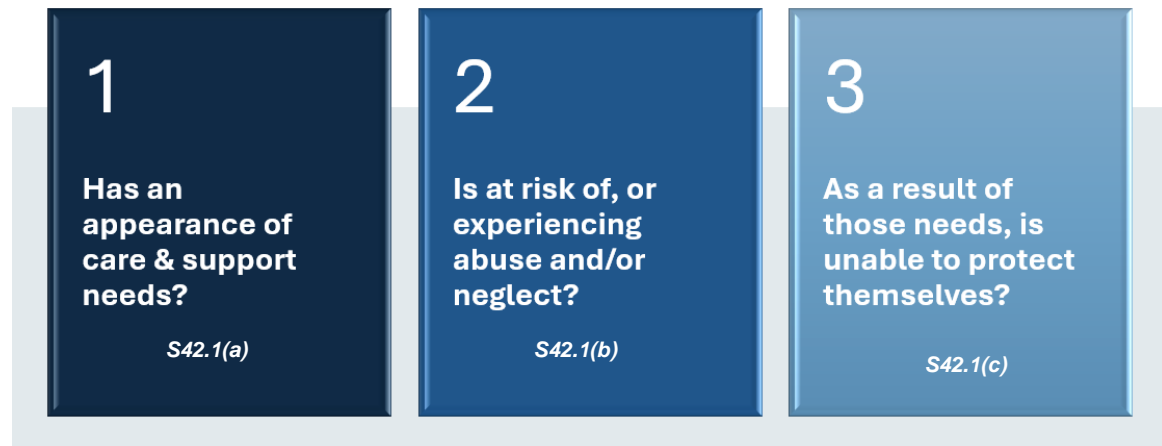 1
Has an
appearance of
care & support
needs?
S42.1(a)
2
Is at risk of, or
experiencing
abuse and/or
neglect?
S42.1(b)
3
As a result of
those needs, is
unable to protect
themselves?
S42.1(c)